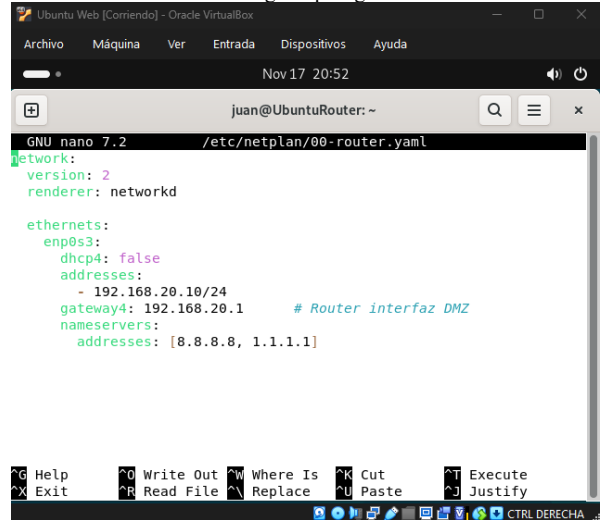 Ubuntu Web [Corriendo] - Oracle VirtualBox
Archivo Máquina Ver Entrada Dispositivos Ayuda
Nov 17 20:52
juan@UbuntuRouter: ~
GNU nano 7.2 /etc/netplan/00-router.yaml
network:
version: 2
renderer: networkd
ethernets:
enp0s3:
dhcp4: false
addresses:
- 192.168.20.10/24
gateway4: 192.168.20.1 # Router interfaz DMZ
nameservers:
addresses: [8.8.8.8, 1.1.1.1]
^G Help ^O Write Out ^W Where Is ^K Cut ^T Execute
^X Exit ^R Read File ^\ Replace ^U Paste ^J Justify
CTRL DERECHA